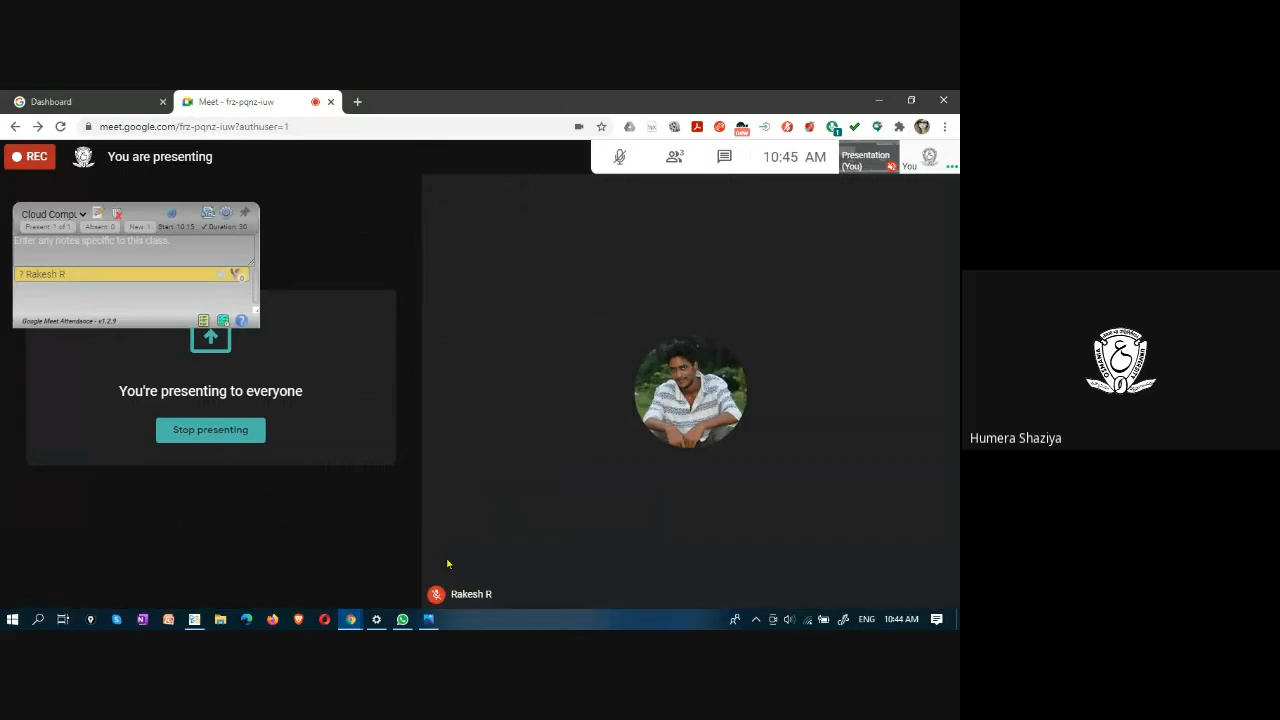 Dashboard
Meet - frz-pqnz-iuw
meet.google.com/frz-pqnz-iuw?authuser=1
REC
You are presenting
3
10:45 AM
Presentation
(You)
You
new
1
Cloud Compu
Present: 1 of 1
Absent: 0
New: 1
Start: 10:15
✓ Duration: 30
Enter any notes specific to this class.
? Rakesh R
Google Meet Attendance - v1.2.9
You're presenting to everyone
Stop presenting
Rakesh R
ENG
10:44 AM
Humera Shaziya